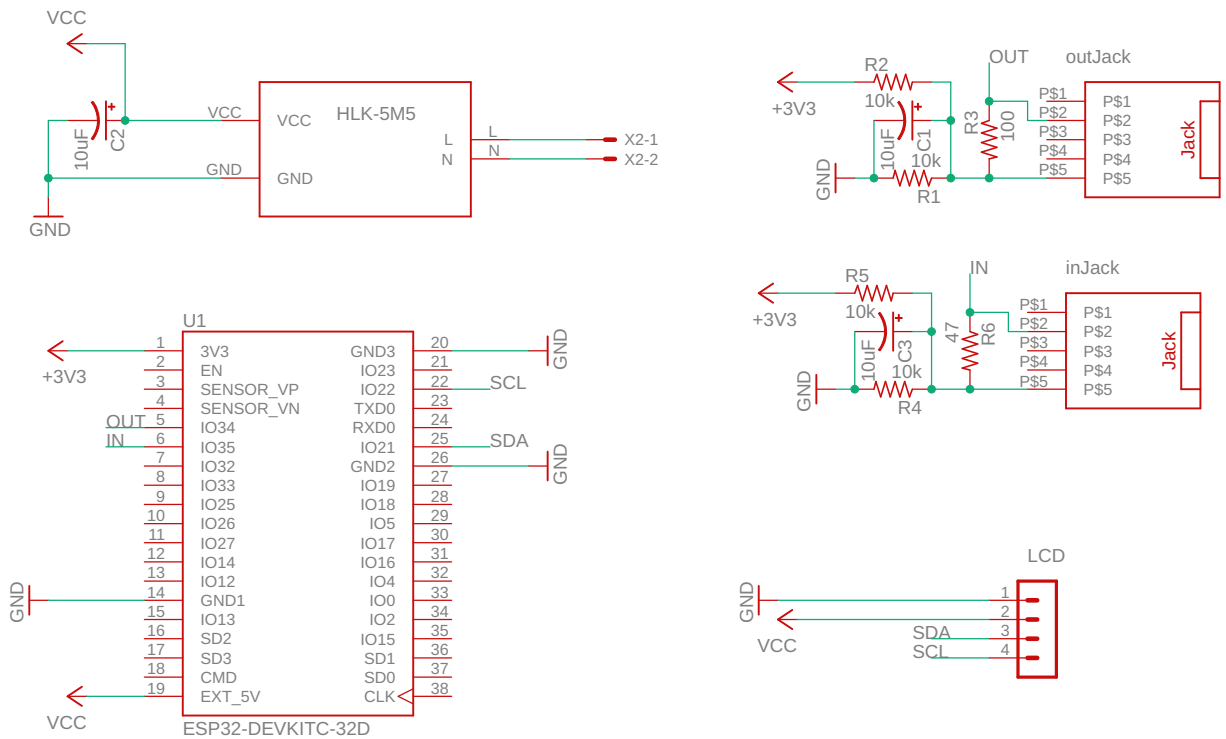 VCC
VCC
HLK-5M5
VCC
10uF
C2
L
L
X2-1
N
N
X2-2
GND
GND
GND
R2
OUT
outJack
+3V3
10k
10uF
C1
R3
100
10k
GND
R1
P$1
P$1
P$2
P$2
P$3
P$3
P$4
P$4
P$5
P$5
Jack
R5
IN
inJack
+3V3
10k
10uF
C3
47
R6
10k
GND
R4
P$1
P$1
P$2
P$2
P$3
P$3
P$4
P$4
P$5
P$5
Jack
U1
+3V3
1 3V3 GND3 20 GND
2 EN IO23 21
3 SENSOR_VP IO22 22 SCL
4 SENSOR_VN TXD0 23
OUT 5 IO34 RXD0 24
IN 6 IO35 IO21 25 SDA
7 IO32 GND2 26 GND
8 IO33 IO19 27
9 IO25 IO18 28
10 IO26 IO5 29
11 IO27 IO17 30
12 IO14 IO16 31
13 IO12 IO4 32
GND 14 GND1 IO0 33
15 IO13 IO2 34
16 SD2 IO15 35
17 SD3 SD1 36
18 CMD SD0 37
19 EXT_5V CLK 38
VCC
ESP32-DEVKITC-32D
LCD
GND
1
VCC
2
SDA
3
SCL
4